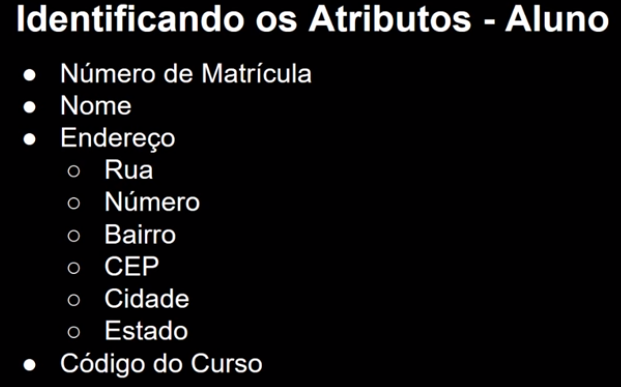 Identificando os Atributos - Aluno
● Número de Matrícula
● Nome
● Endereço
○ Rua
○ Número
○ Bairro
○ CEP
○ Cidade
○ Estado
● Código do Curso